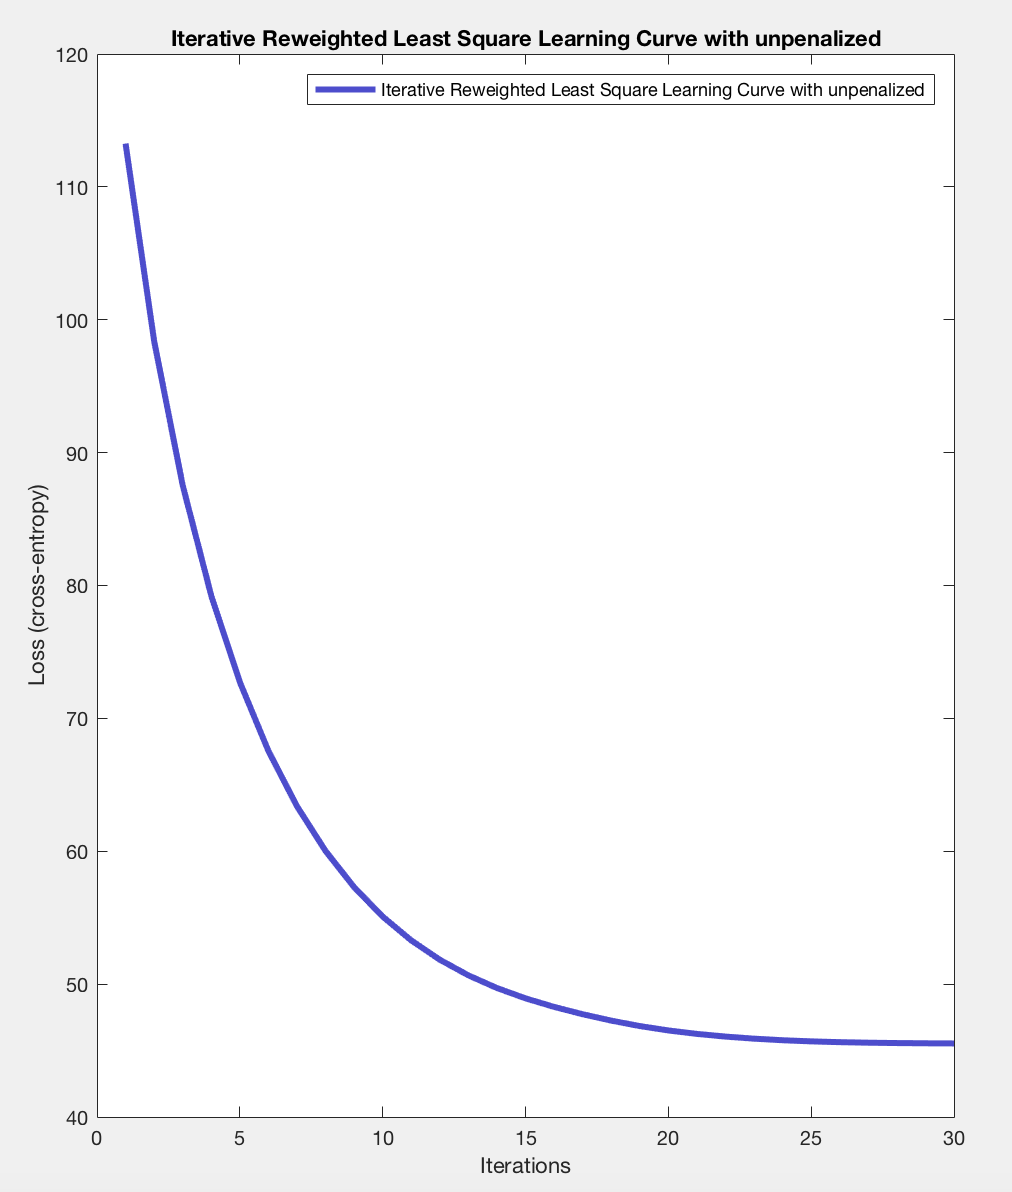 Iterative Reweighted Least Square Learning Curve with unpenalized
Iterative Reweighted Least Square Learning Curve with unpenalized
120
110
100
90
80
70
60
50
40
Loss (cross-entropy)
0 5 10 15 20 25 30
Iterations